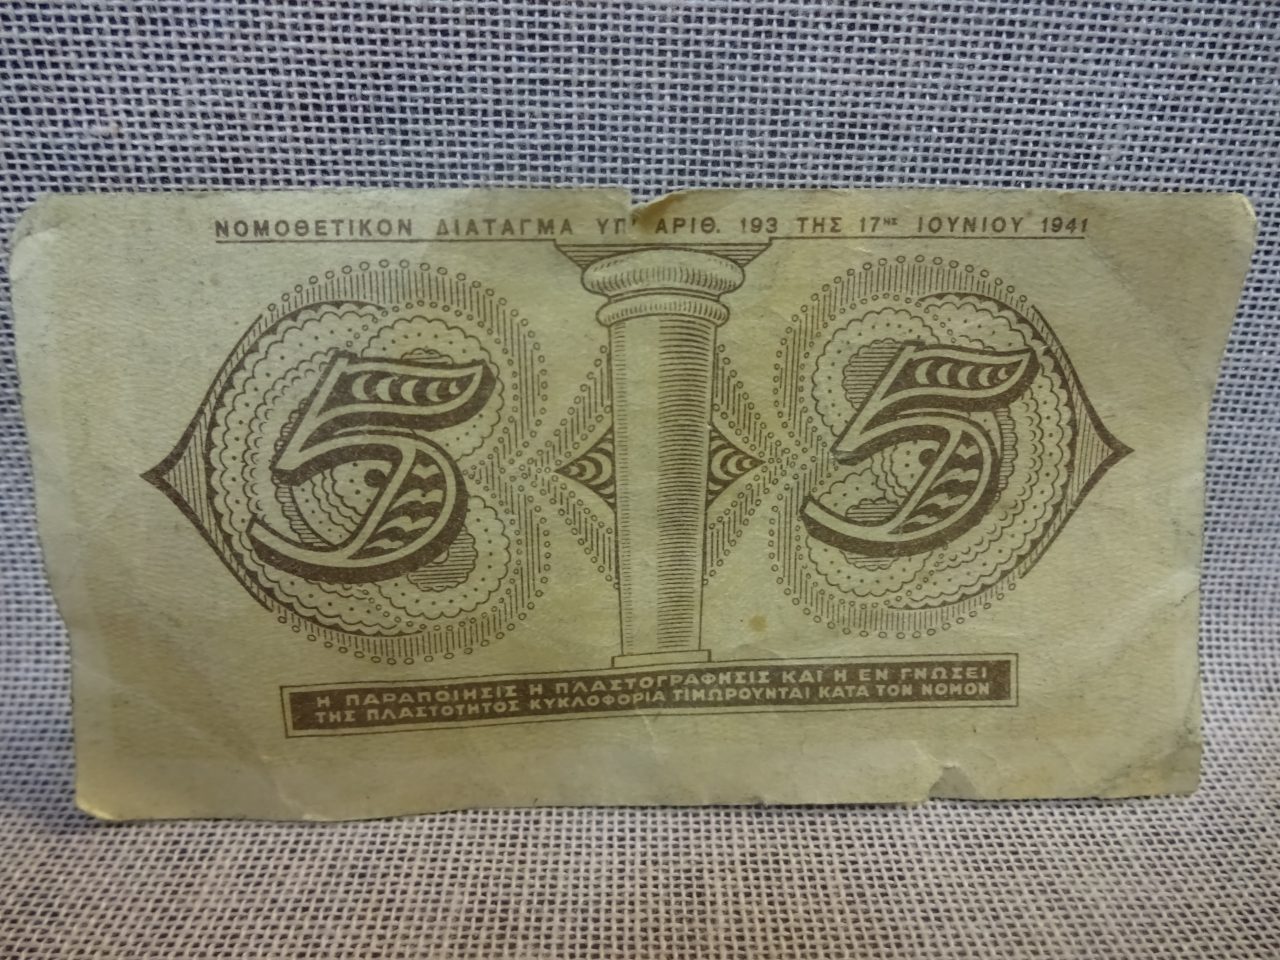 ΝΟΜΟΘΕΤΙΚΟΝ ΔΙΑΤΑΓΜΑ ΥΠ' ΑΡΙΘ. 193 ΤΗΣ 17ΗΣ ΙΟΥΝΙΟΥ 1941
5 5
Η ΠΑΡΑΠΟΙΗΣΙΣ Η ΠΛΑΣΤΟΓΡΑΦΗΣΙΣ ΚΑΙ Η ΕΝ ΓΝΩΣΕΙ
ΤΗΣ ΠΛΑΣΤΟΤΗΤΟΣ ΚΥΚΛΟΦΟΡΙΑ ΤΙΜΩΡΟΥΝΤΑΙ ΚΑΤΑ ΤΟΝ ΝΟΜΟΝ